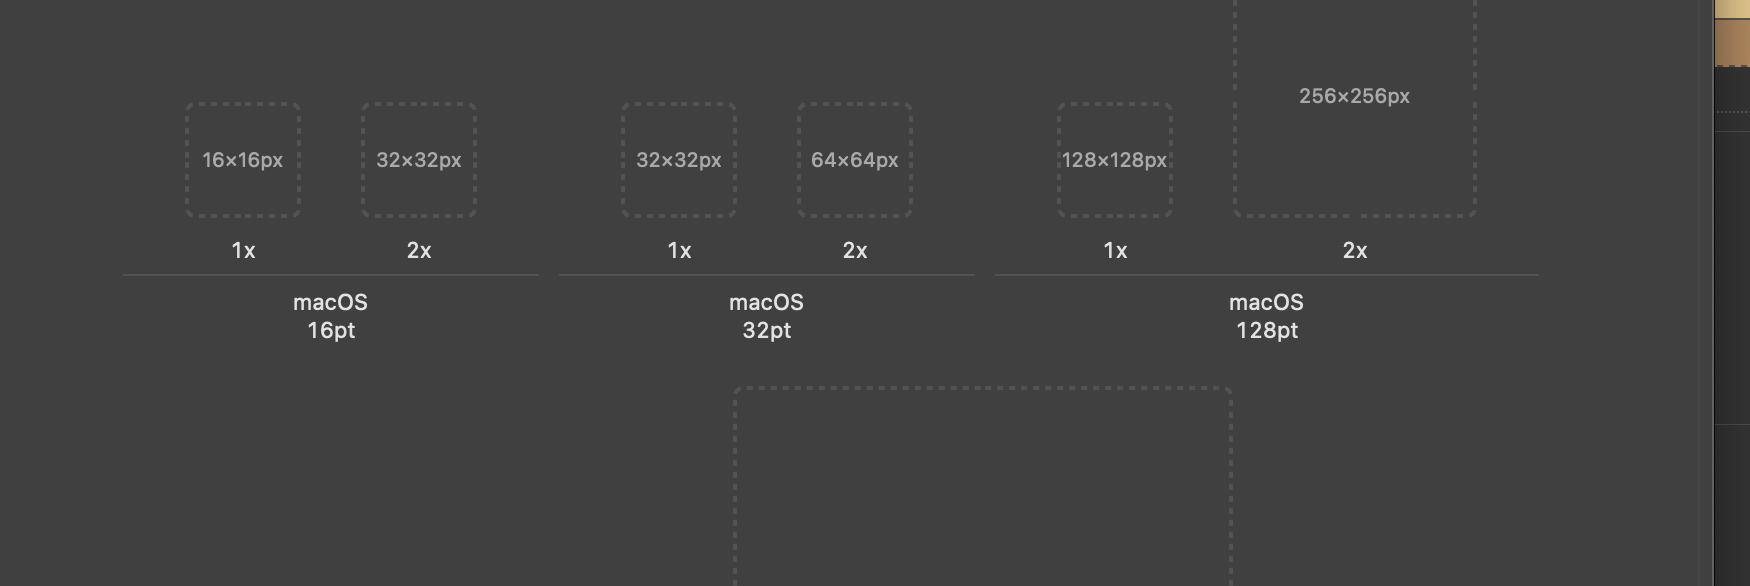 256×256px
16×16px
32×32px
32×32px
64×64px
128×128px
1x
2x
1x
2x
1x
2x
macOS
16pt
macOS
32pt
macOS
128pt